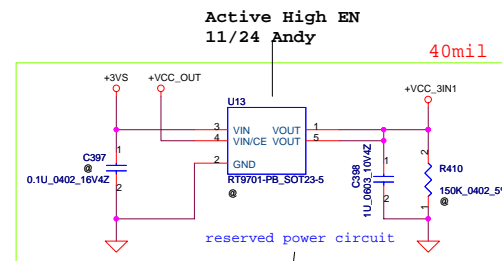 Active High EN
11/24 Andy
40mil
+3VS
+VCC_OUT
+VCC_3IN1
U13
3 VIN VOUT 1
4 VIN/CE VOUT 5
2 GND
RT9701-PB_SOT23-5
@
C397
@
0.1U_0402_16V4Z
1
2
C398
1U_0603_10V4Z
1
2
R410
@
150K_0402_5%
2
1
reserved power circuit